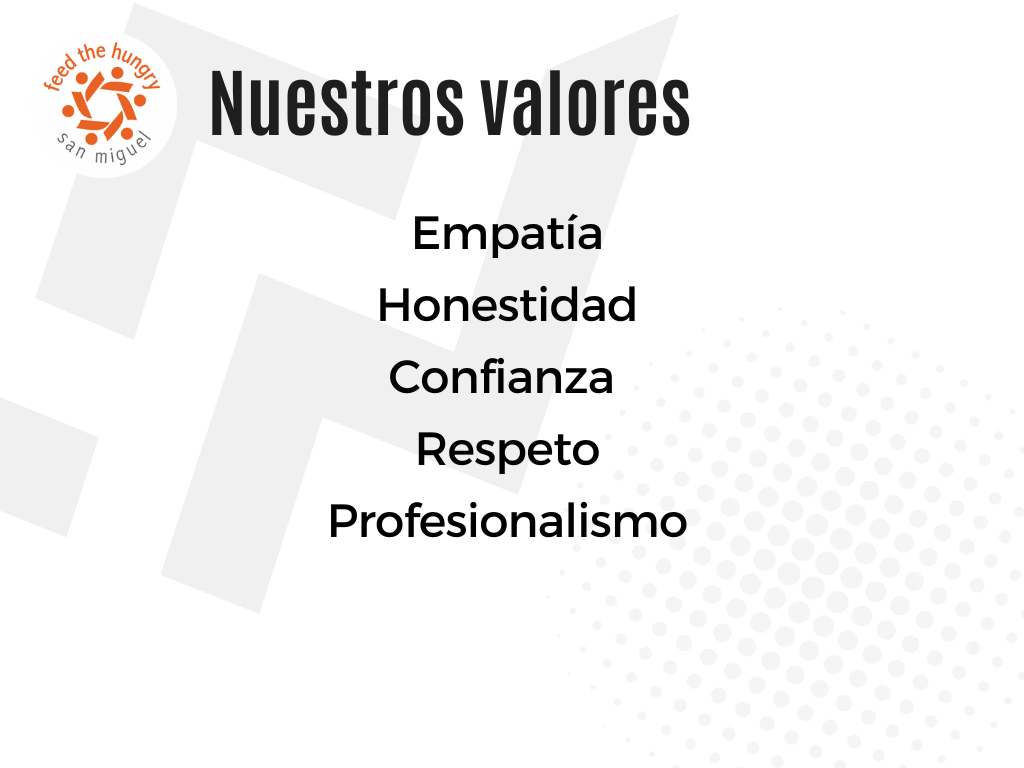 feed the hungry
san miguel
Nuestros valores
Empatía
Honestidad
Confianza
Respeto
Profesionalismo